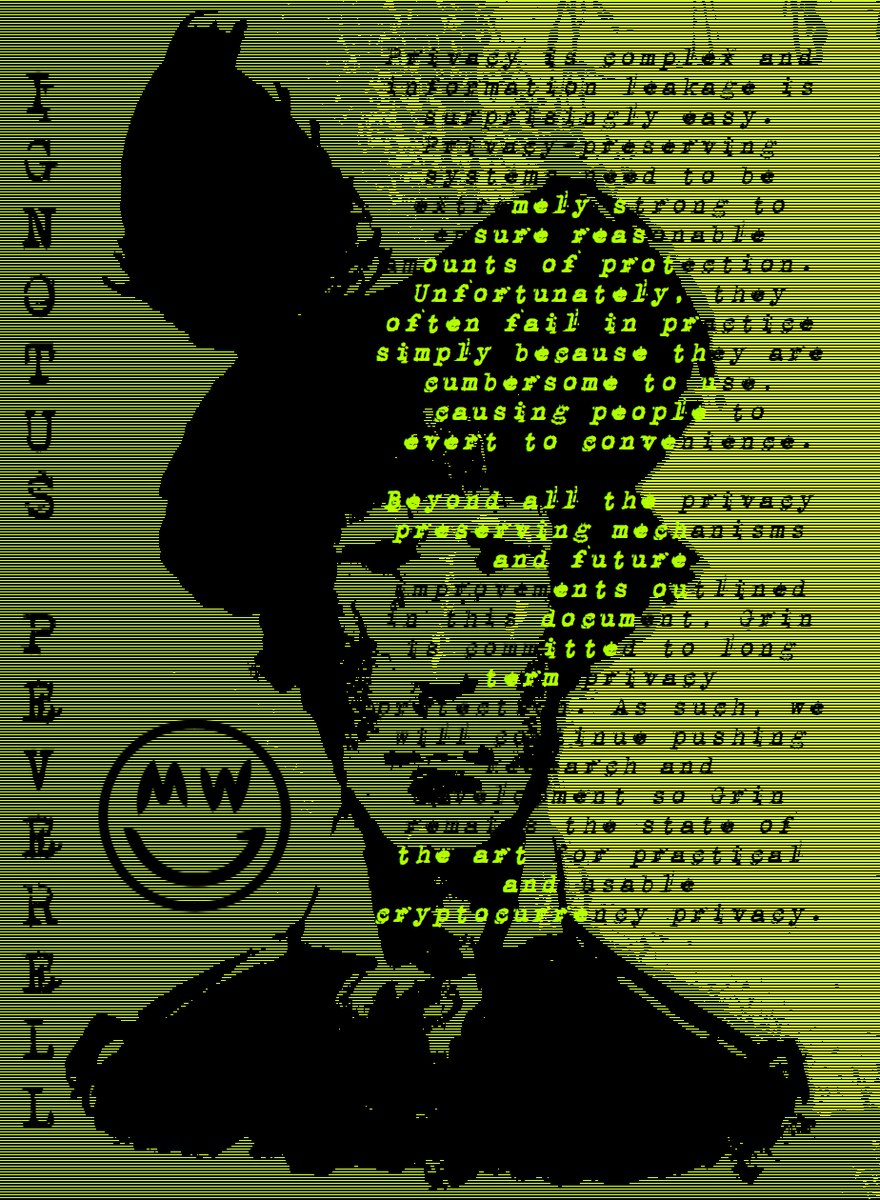 IGNOTUS PEVERELL
Privacy is complex and
information leakage is
surprisingly easy.
Privacy-preserving
systems need to be
extremely strong to
ensure reasonable
amounts of protection.
Unfortunately, they
often fail in practice
simply because they are
cumbersome to use,
causing people to
evert to convenience.
Beyond all the privacy
preserving mechanisms
and future
improvements outlined
in this document, Grin
is committed to long
term privacy
protection. As such, we
will continue pushing
research and
development so Grin
remains the state of
the art for practical
and usable
cryptocurrency privacy.
MW